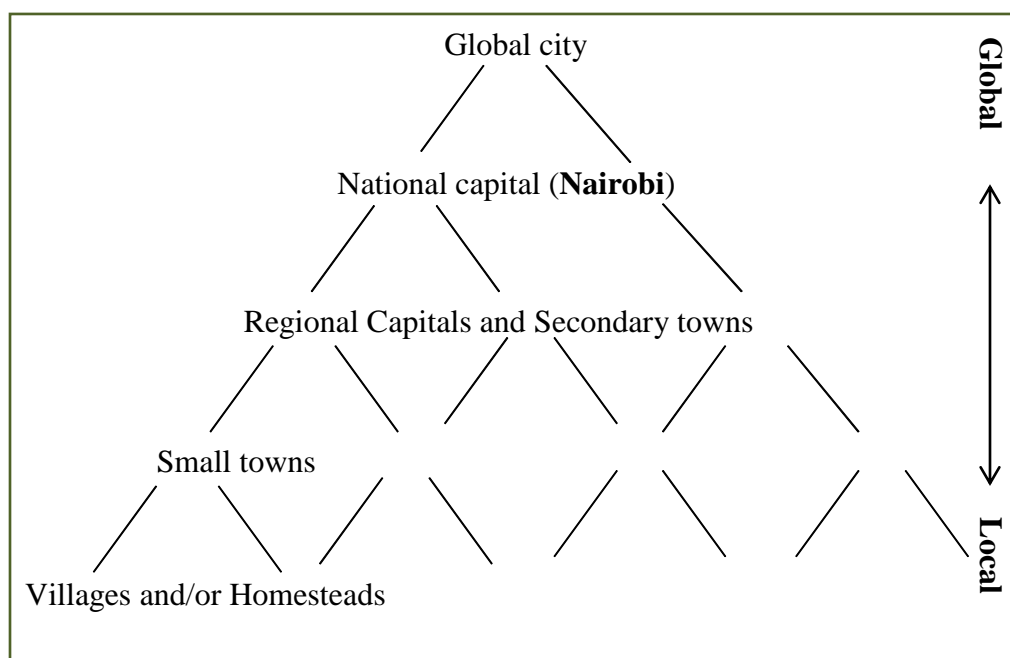 Global city
Global
National capital (Nairobi)
Regional Capitals and Secondary towns
Small towns
Local
Villages and/or Homesteads